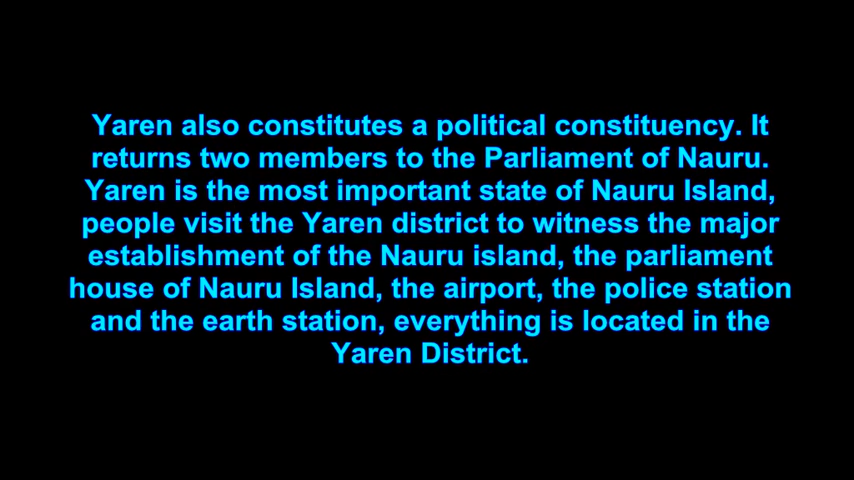 Yaren also constitutes a political constituency. It
returns two members to the Parliament of Nauru.
Yaren is the most important state of Nauru Island,
people visit the Yaren district to witness the major
establishment of the Nauru island, the parliament
house of Nauru Island, the airport, the police station
and the earth station, everything is located in the
Yaren District.